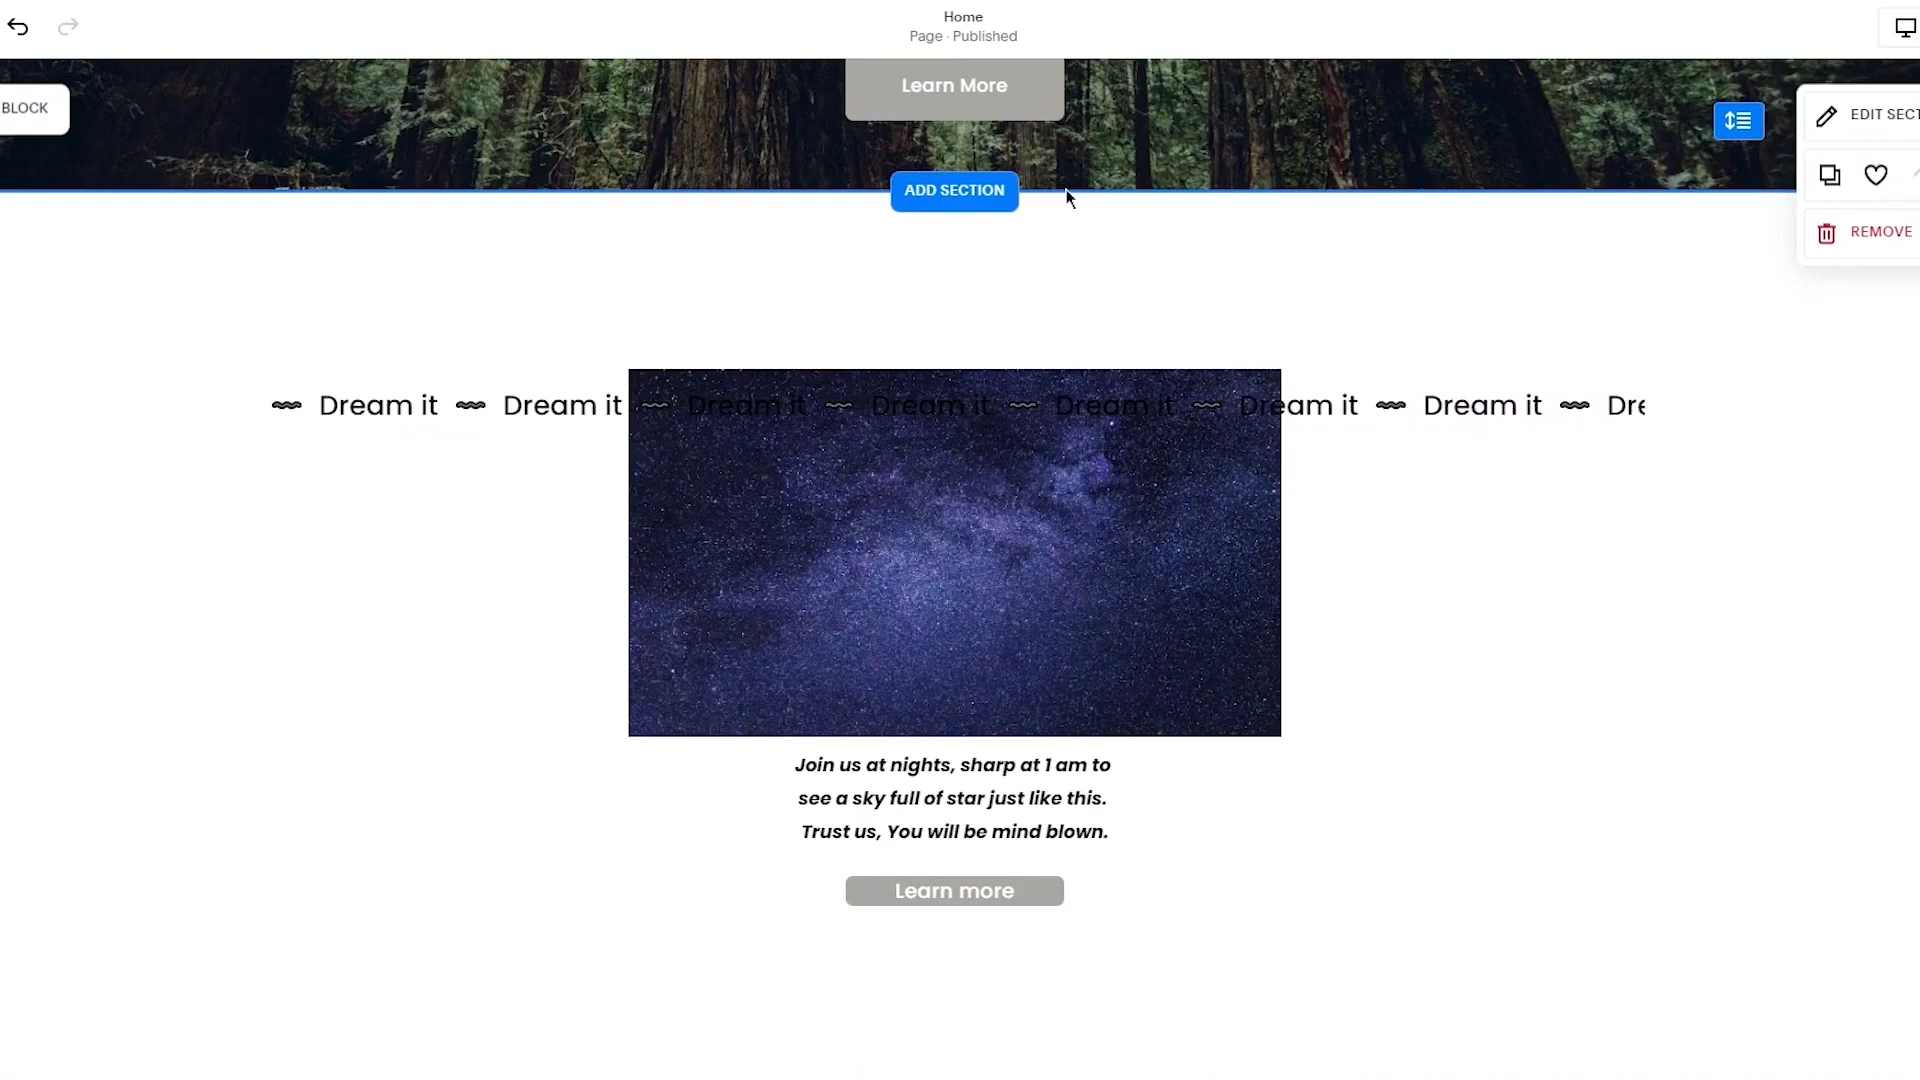 Home
Page · Published
Learn More
BLOCK
EDIT SECT
ADD SECTION
REMOVE
Dream it Dream it Dream it Dream it Dream it Dream it Dream it Dre
Join us at nights, sharp at 1 am to
see a sky full of star just like this.
Trust us, You will be mind blown.
Learn more